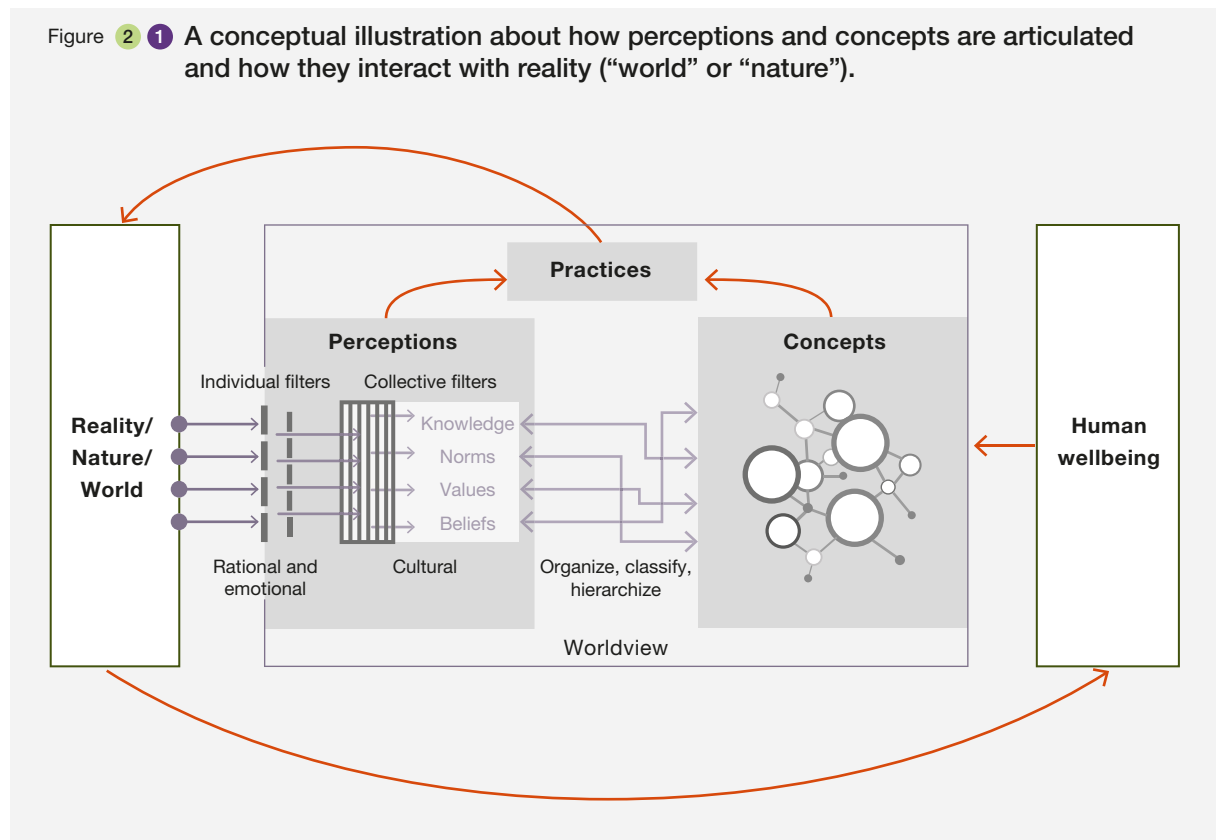 Figure 2 1 A conceptual illustration about how perceptions and concepts are articulated
and how they interact with reality (“world” or “nature”).
Practices
Perceptions
Concepts
Individual filters
Collective filters
Reality/
Nature/
World
Knowledge
Norms
Values
Beliefs
Human
wellbeing
Rational and
emotional
Cultural
Organize, classify,
hierarchize
Worldview